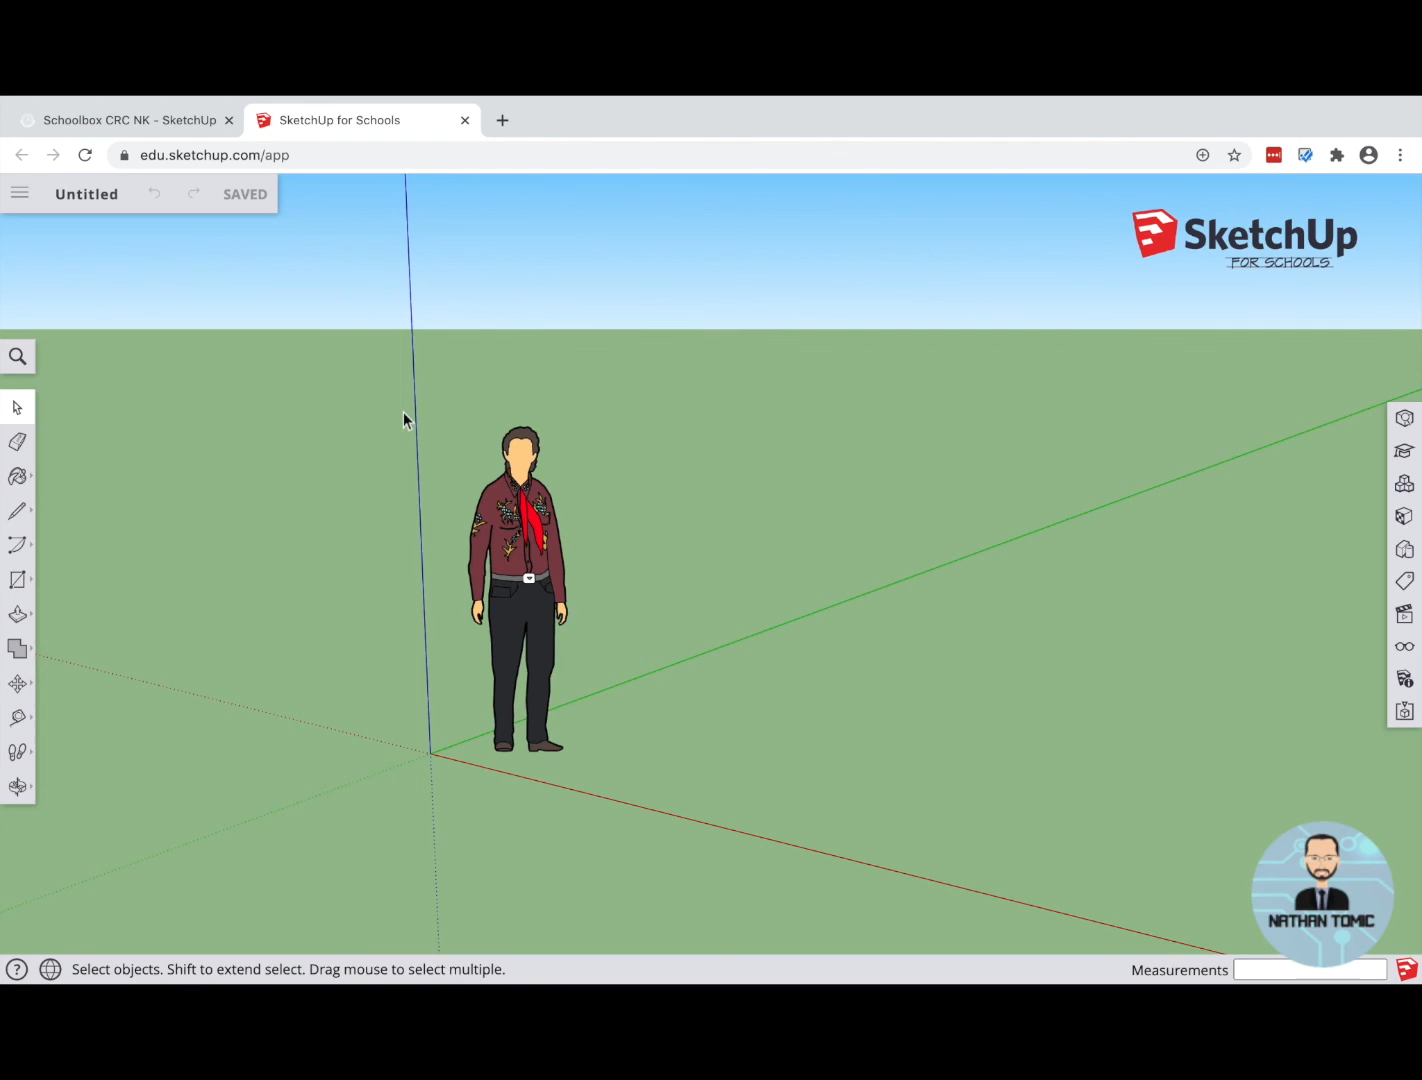 Schoolbox CRC NK - SketchUp
SketchUp for Schools
edu.sketchup.com/app
Untitled
SAVED
SketchUp
FOR SCHOOLS
NATHAN TOMIC
Select objects. Shift to extend select. Drag mouse to select multiple.
Measurements